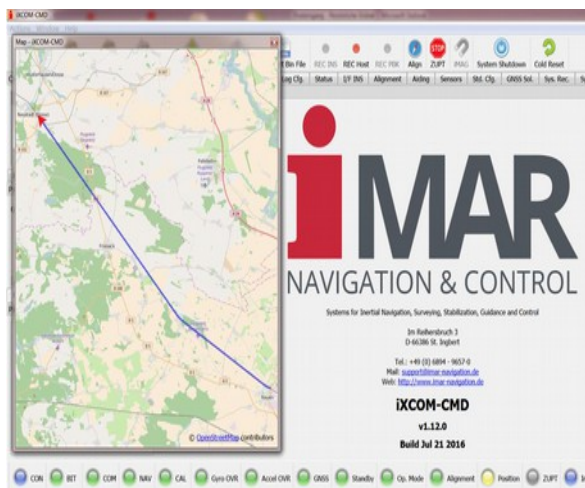 iXCOM-CMD
Map - iXCOM-CMD
Bin File
REC INS
REC Host
REC PBK
Align
STOP
ZUPT
IMAG
System Shutdown
Cold Reset
Log Cfg.
Status
I/F INS
Alignment
Aiding
Sensors
Std. Cfg.
GNSS Sol.
Sys. Rec.
iMAR
NAVIGATION & CONTROL
Systems for Inertial Navigation, Surveying, Stabilization, Guidance and Control
Im Reihersbruch 3
D-66386 St. Ingbert
Tel.: +49 (0) 6894 - 9657-0
Mail: support@imar-navigation.de
Web: http://www.imar-navigation.de
iXCOM-CMD
v1.12.0
Build Jul 21 2016
Friesack
Nauen
© OpenStreetMap contributors
CON
BIT
COM
NAV
CAL
Gyro OVR
Accel OVR
GNSS
Standby
Op. Mode
Alignment
Position
ZUPT